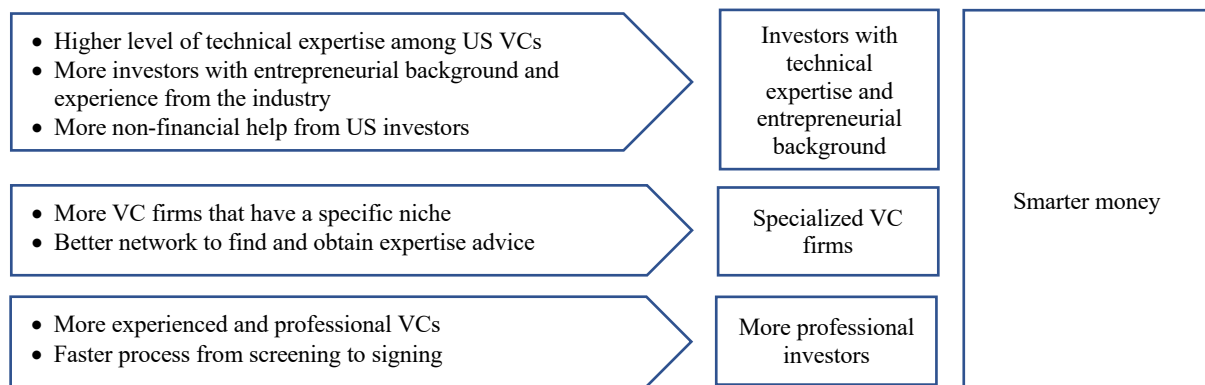 • Higher level of technical expertise among US VCs
• More investors with entrepreneurial background and
experience from the industry
• More non-financial help from US investors
Investors with
technical
expertise and
entrepreneurial
background
• More VC firms that have a specific niche
• Better network to find and obtain expertise advice
Specialized VC
firms
• More experienced and professional VCs
• Faster process from screening to signing
More professional
investors
Smarter money